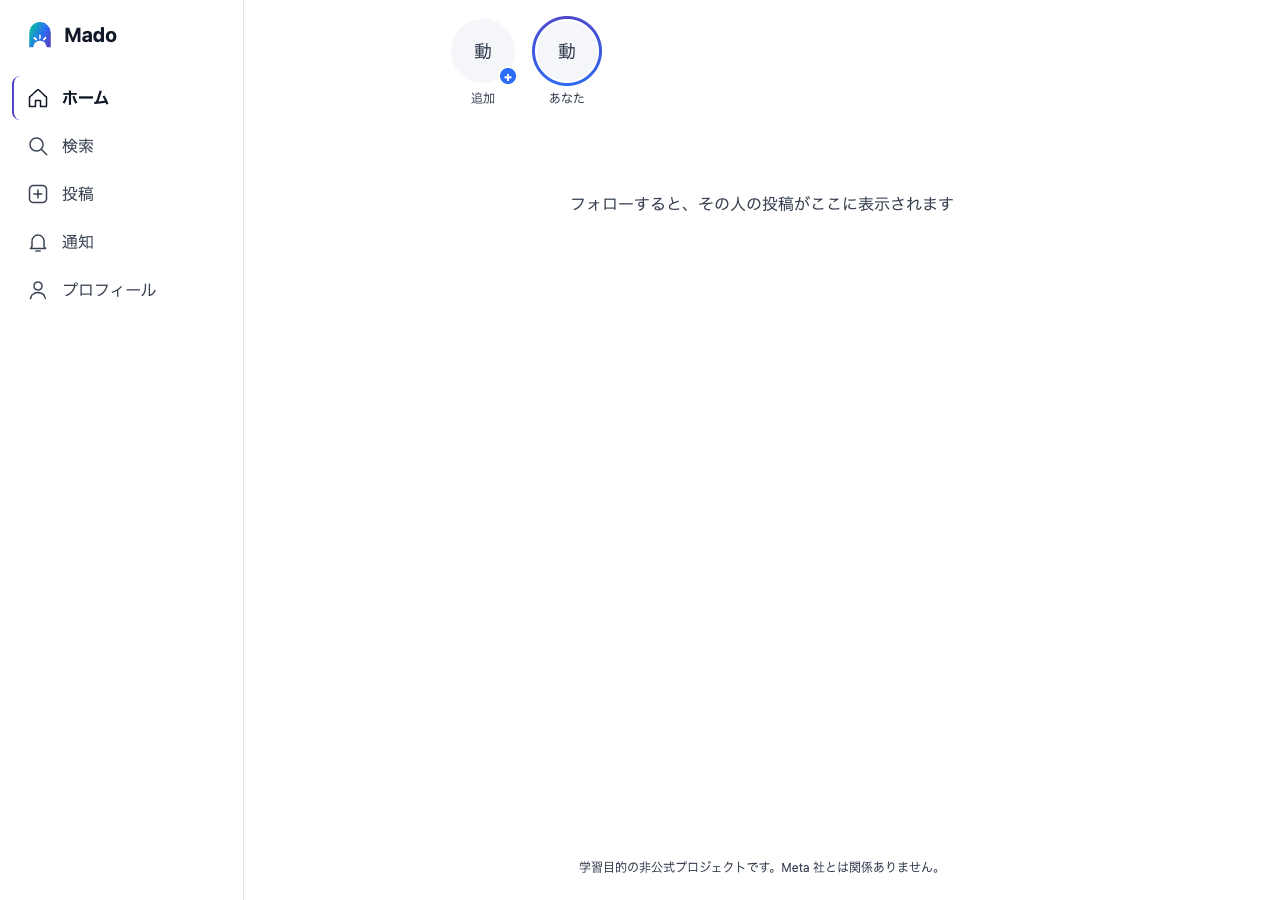 Mado
ホーム
検索
投稿
通知
プロフィール
動
動
追加
あなた
フォローすると、その人の投稿がここに表示されます
学習目的の非公式プロジェクトです。Meta 社とは関係ありません。